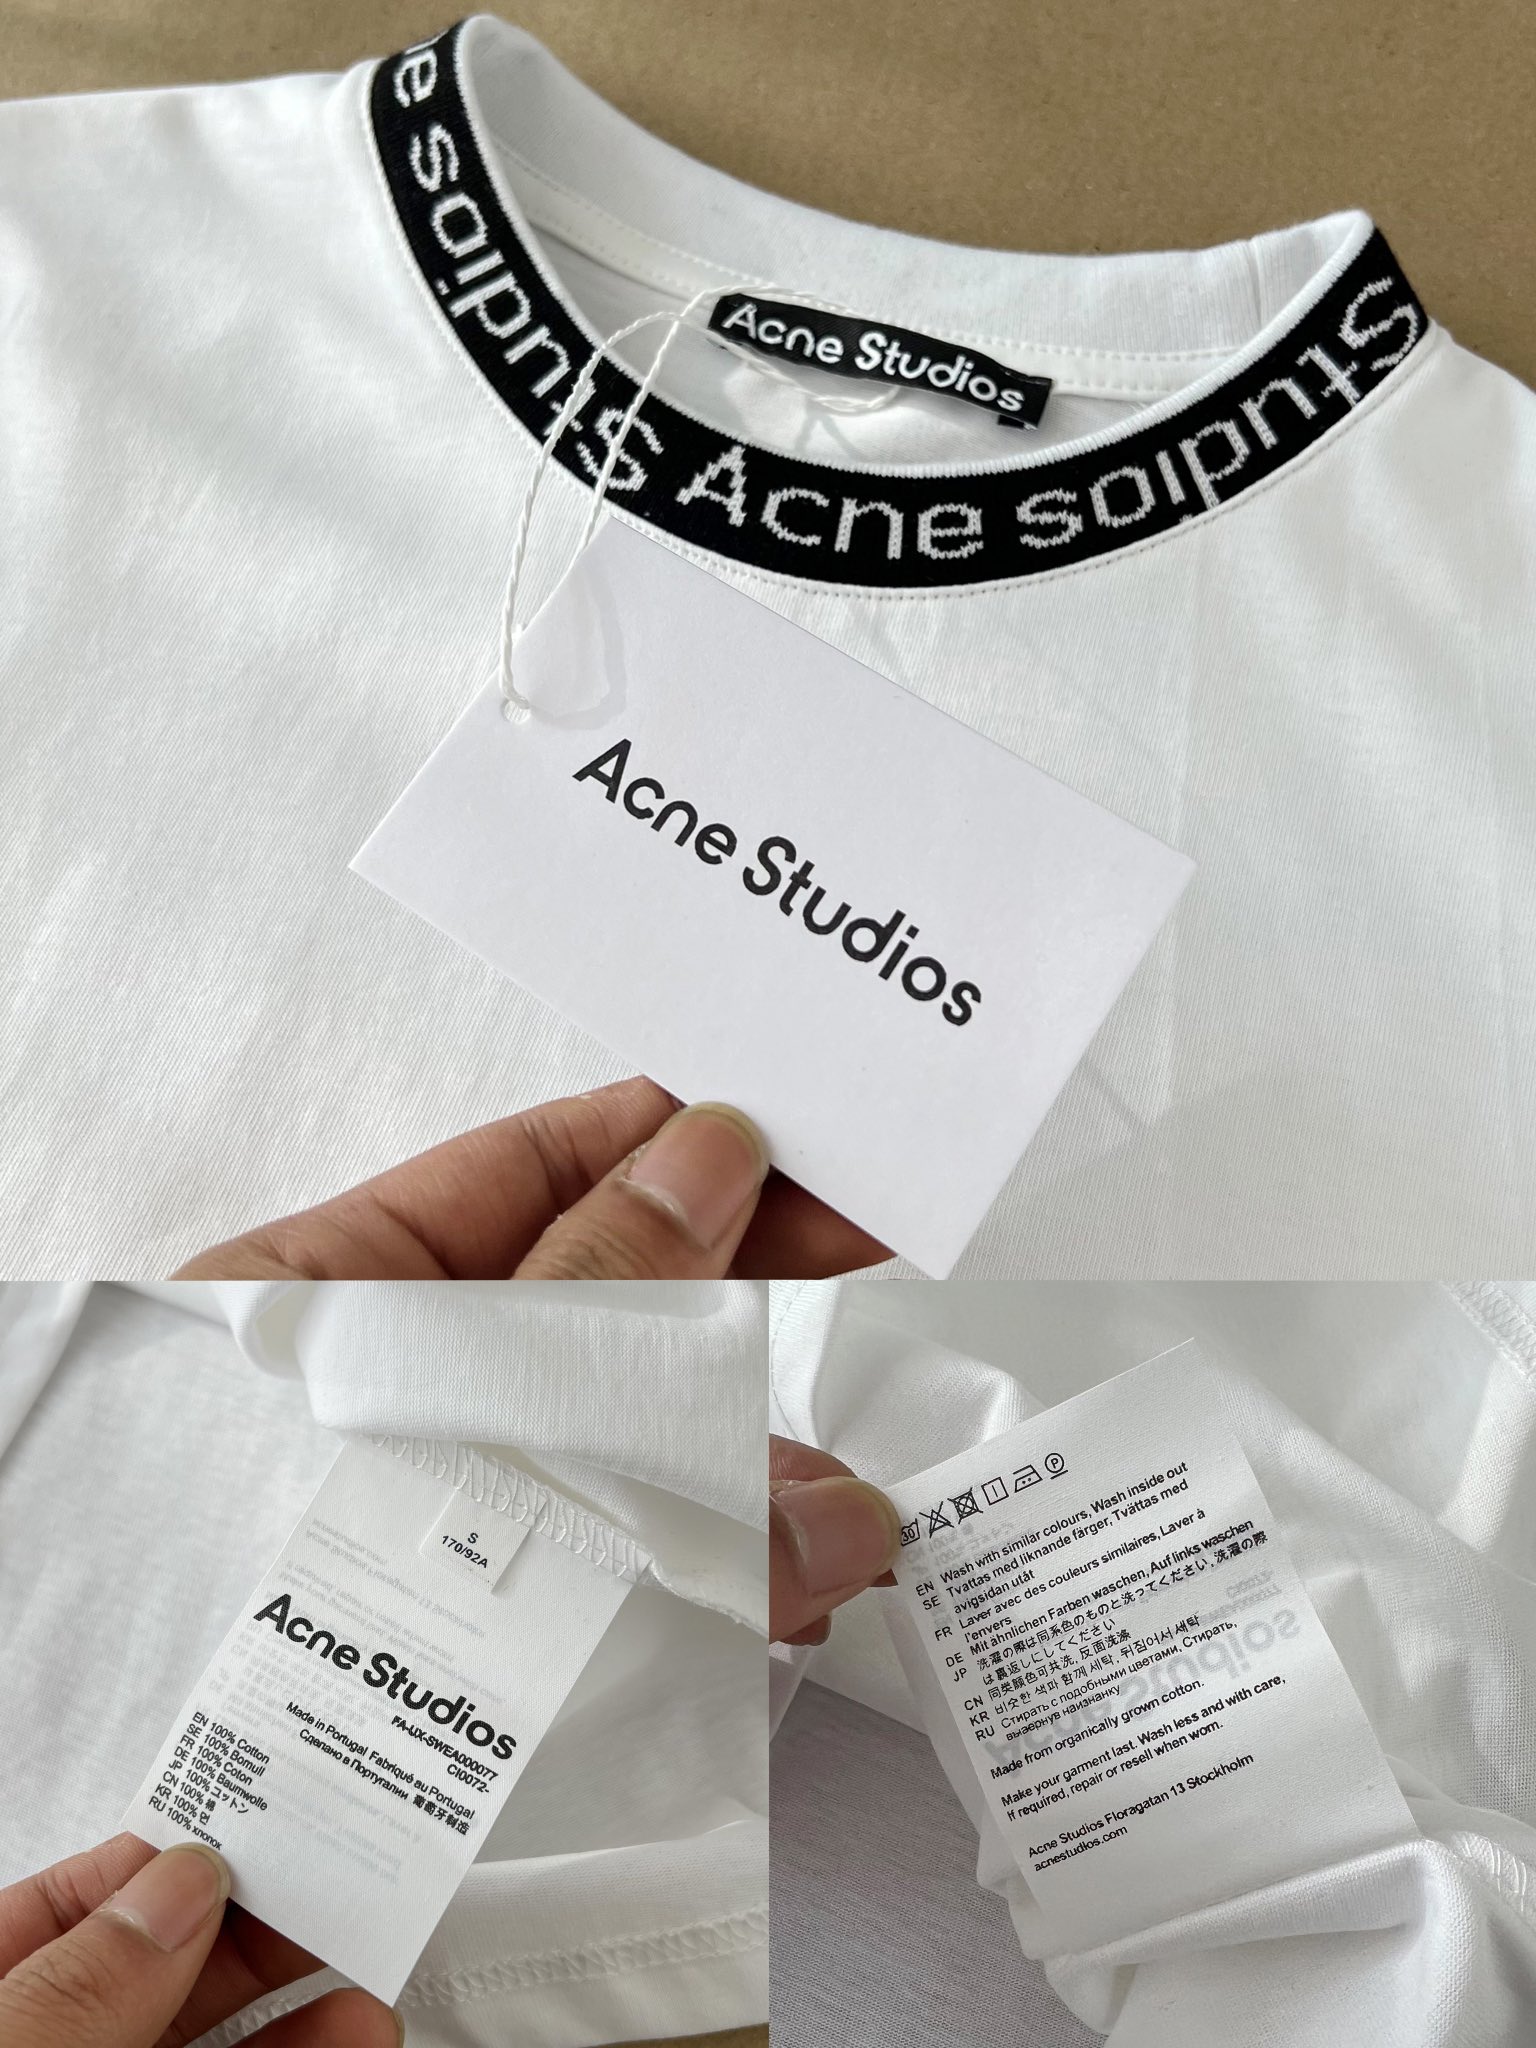 ne Studios Acne Studios
Acne Studios
Acne Studios
S
170/92A
Acne Studios
FA-UX-SWEA000077
CI0072-
Made in Portugal Fabriqué au Portugal
Сделано в Португалии 葡萄牙制造
EN 100% Cotton
SE 100% Bomull
FR 100% Coton
DE 100% Baumwolle
JP 100% コットン
CN 100% 棉
KR 100% 면
RU 100% хлопок
30 P
EN Wash with similar colours, Wash inside out
SE Tvattas med liknande färger, Tvättas med
avigsidan utåt
FR Laver avec des couleurs similaires, Laver à
l'envers
DE Mit ähnlichen Farben waschen, Auf links waschen
JP 洗濯の際は同系色のものと洗ってください, 洗濯の際
は裏返しにしてください
CN 同类颜色可共洗, 反面洗涤
KR 비슷한 색과 함께 세탁, 뒤집어서 세탁
RU Стирать с подобными цветами, Стирать,
вывернув наизнанку
Made from organically grown cotton.
Make your garment last. Wash less and with care,
If required, repair or resell when worn.
Acne Studios Floragatan 13 Stockholm
acnestudios.com